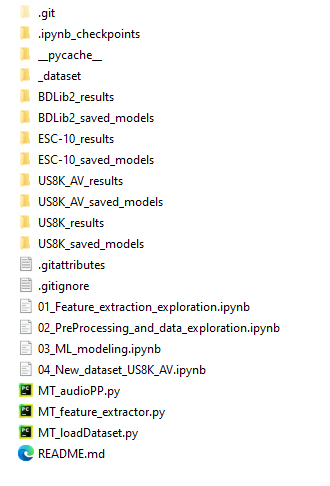 .git
.ipynb_checkpoints
__pycache__
_dataset
BDLib2_results
BDLib2_saved_models
ESC-10_results
ESC-10_saved_models
US8K_AV_results
US8K_AV_saved_models
US8K_results
US8K_saved_models
.gitattributes
.gitignore
01_Feature_extraction_exploration.ipynb
02_PreProcessing_and_data_exploration.ipynb
03_ML_modeling.ipynb
04_New_dataset_US8K_AV.ipynb
MT_audioPP.py
MT_feature_extractor.py
MT_loadDataset.py
README.md